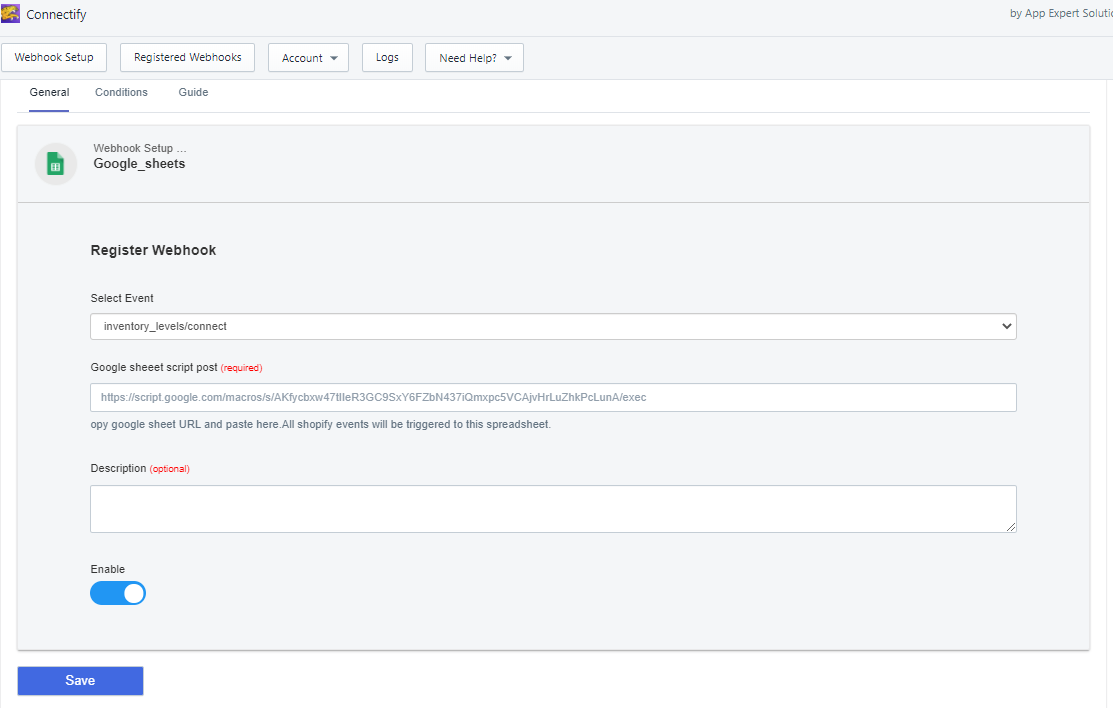 Connectify
by App Expert Solutio
Webhook Setup
Registered Webhooks
Account
Logs
Need Help?
General
Conditions
Guide
Webhook Setup ...
Google_sheets
Register Webhook
Select Event
inventory_levels/connect
Google sheeet script post (required)
https://script.google.com/macros/s/AKfycbxw47tlleR3GC9SxY6FZbN437iQmxpc5VCAjvHrLuZhkPcLunA/exec
opy google sheet URL and paste here.All shopify events will be triggered to this spreadsheet.
Description (optional)
Enable
Save